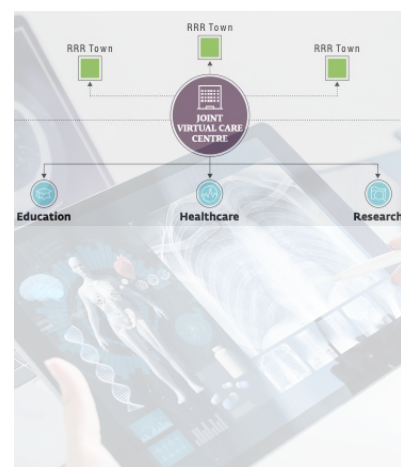 RRR Town
RRR Town
RRR Town
JOINT
VIRTUAL CARE
CENTRE
Education
Healthcare
Research